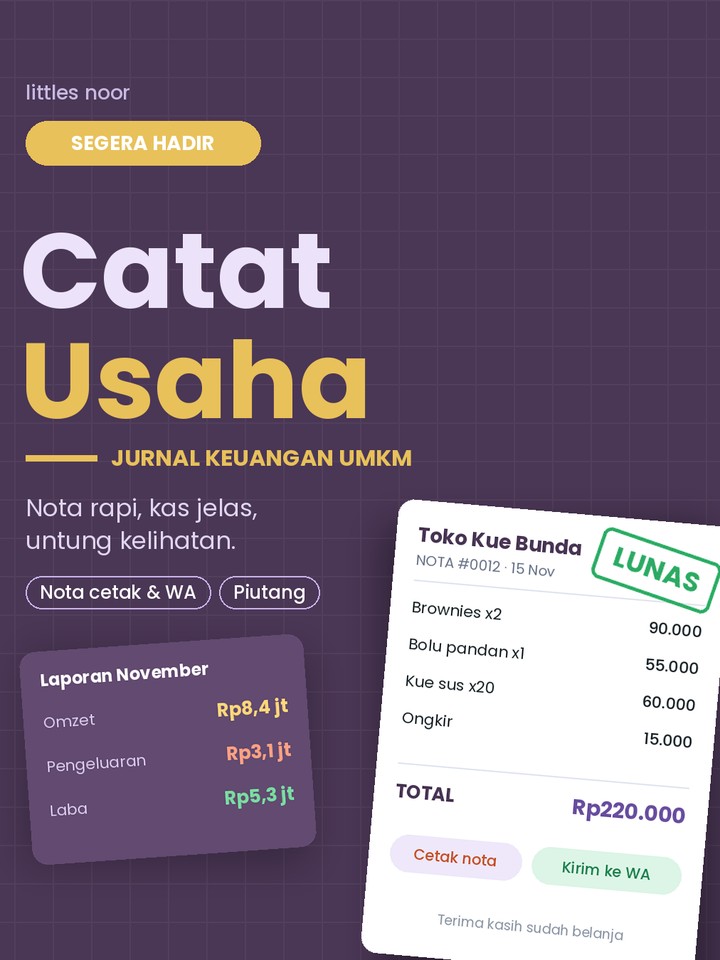 littles noor
SEGERA HADIR
Catat
Usaha
JURNAL KEUANGAN UMKM
Nota rapi, kas jelas,
untung kelihatan.
Nota cetak & WA
Piutang
Laporan November
Omzet Rp8,4 jt
Pengeluaran Rp3,1 jt
Laba Rp5,3 jt
Toko Kue Bunda
NOTA #0012 · 15 Nov
LUNAS
Brownies x2 90.000
Bolu pandan x1 55.000
Kue sus x20 60.000
Ongkir 15.000
TOTAL Rp220.000
Cetak nota
Kirim ke WA
Terima kasih sudah belanja